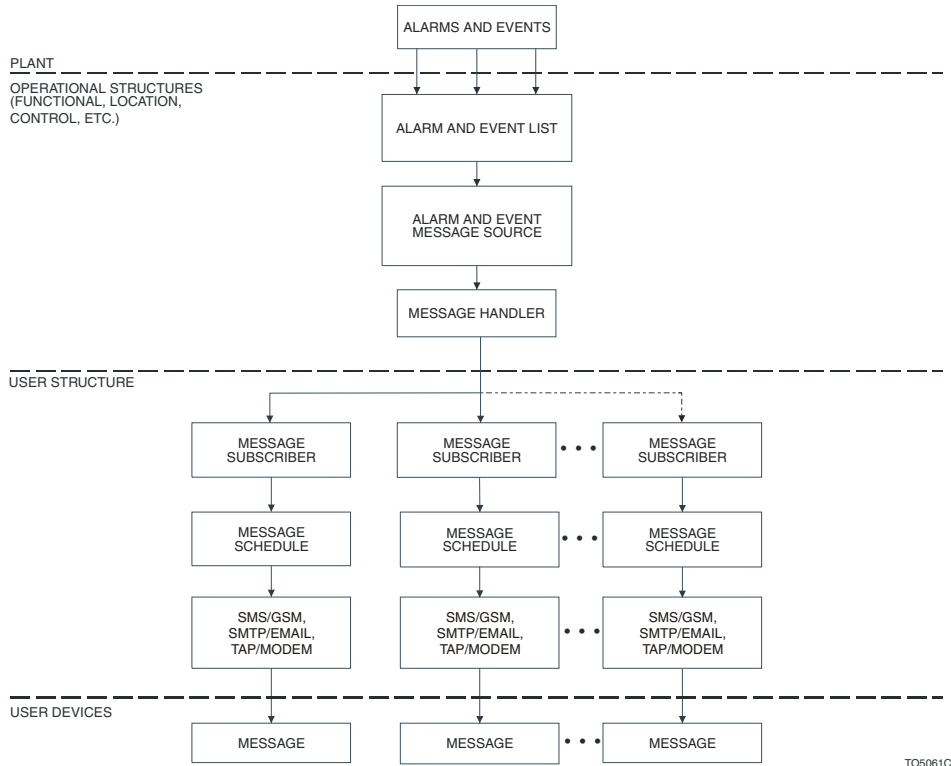 ALARMS AND EVENTS
PLANT
OPERATIONAL STRUCTURES
(FUNCTIONAL, LOCATION,
CONTROL, ETC.)
ALARM AND EVENT LIST
ALARM AND EVENT
MESSAGE SOURCE
MESSAGE HANDLER
USER STRUCTURE
MESSAGE
SUBSCRIBER
MESSAGE
SUBSCRIBER
MESSAGE
SUBSCRIBER
MESSAGE
SCHEDULE
MESSAGE
SCHEDULE
MESSAGE
SCHEDULE
SMS/GSM,
SMTP/EMAIL,
TAP/MODEM
SMS/GSM,
SMTP/EMAIL,
TAP/MODEM
SMS/GSM,
SMTP/EMAIL,
TAP/MODEM
USER DEVICES
MESSAGE
MESSAGE
MESSAGE
TO5061C